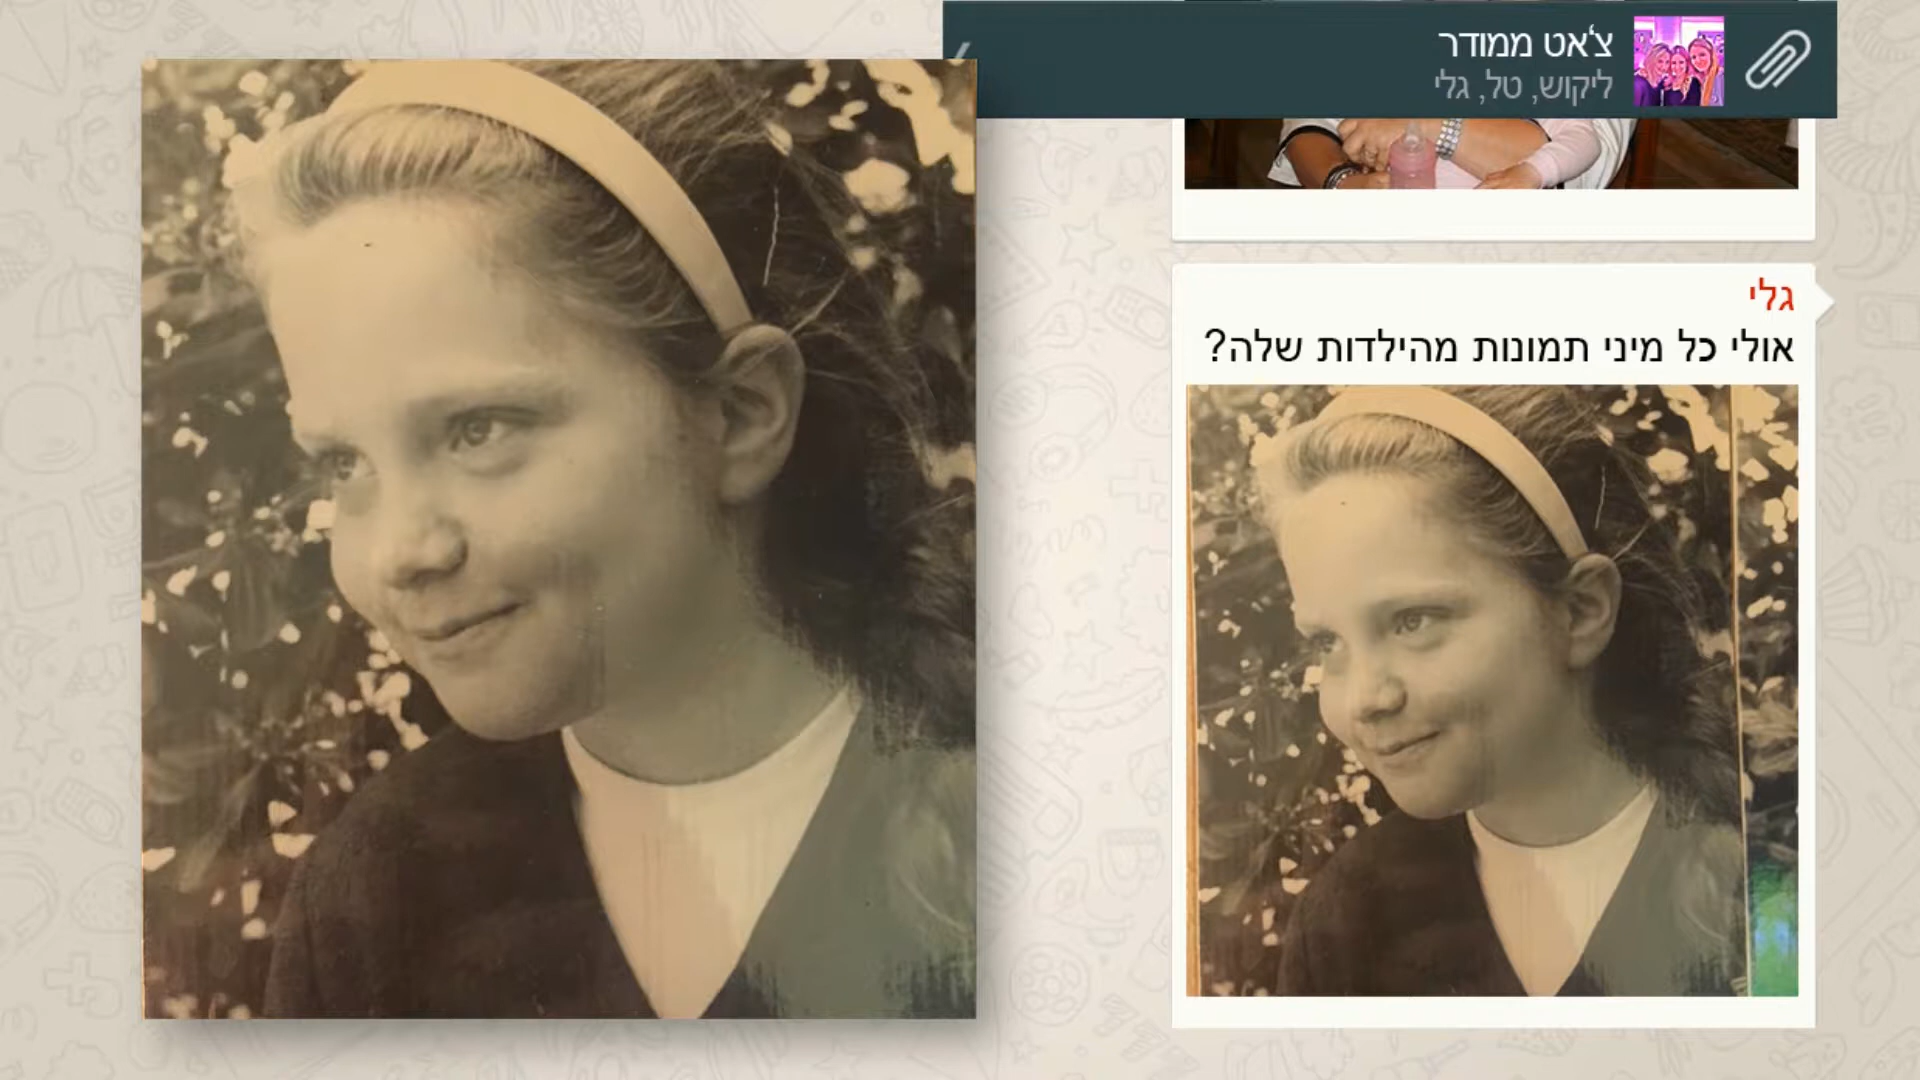 צ'אט ממודר
ליקוש, טל, גלי
גלי
אולי כל מיני תמונות מהילדות שלה?